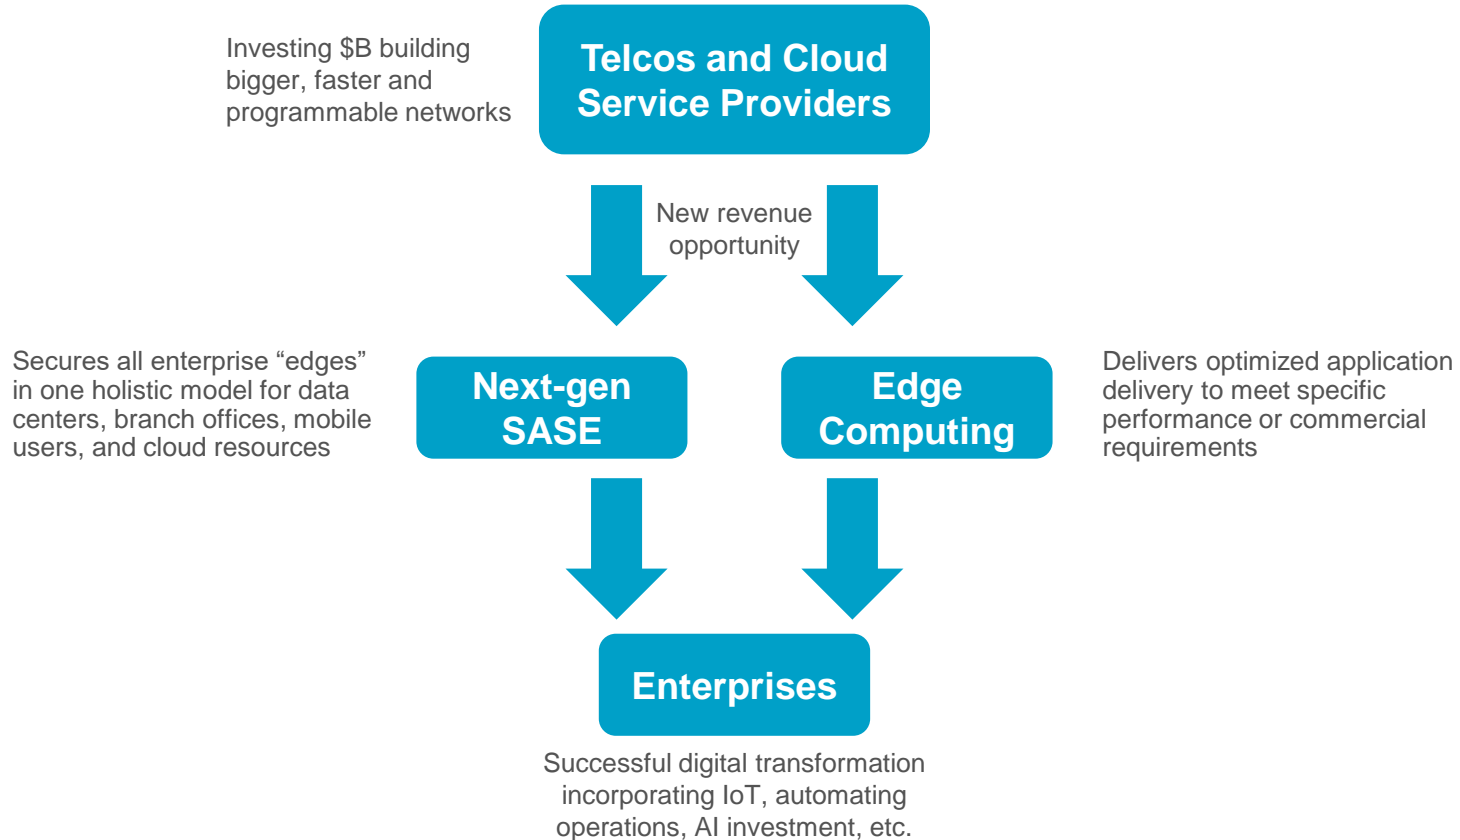 Investing $B building
bigger, faster and
programmable networks
Telcos and Cloud
Service Providers
New revenue
opportunity
Secures all enterprise “edges”
in one holistic model for data
centers, branch offices, mobile
users, and cloud resources
Next-gen
SASE
Edge
Computing
Delivers optimized application
delivery to meet specific
performance or commercial
requirements
Enterprises
Successful digital transformation
incorporating IoT, automating
operations, AI investment, etc.